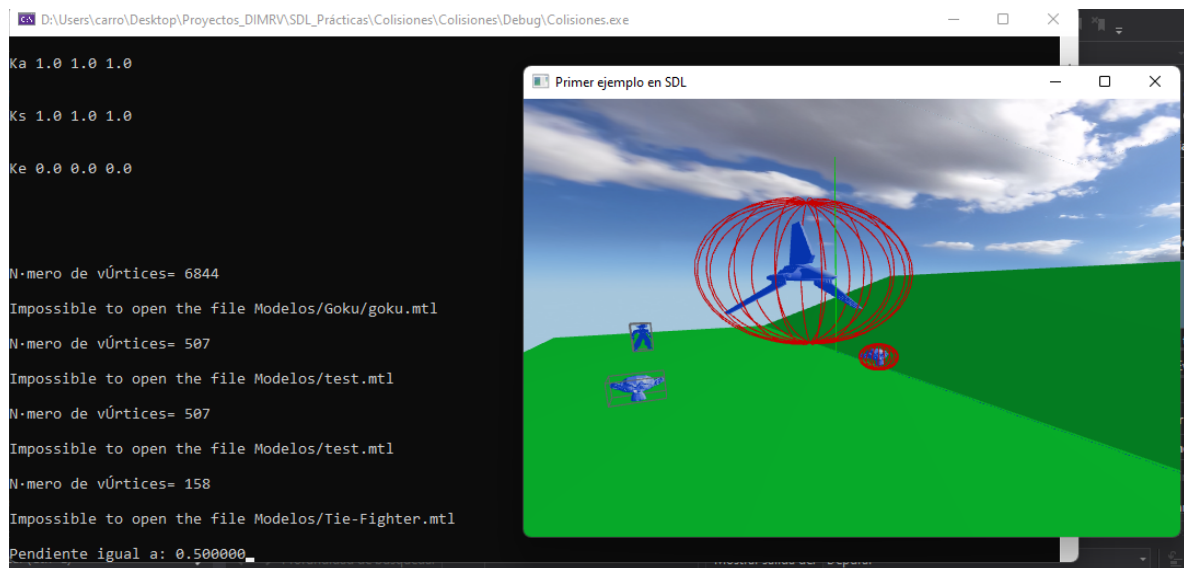 D:\Users\carro\Desktop\Proyectos_DIMRV\SDL_Prácticas\Colisiones\Colisiones\Debug\Colisiones.exe
Ka 1.0 1.0 1.0
Ks 1.0 1.0 1.0
Ke 0.0 0.0 0.0
N·mero de vÚrtices= 6844
Impossible to open the file Modelos/Goku/goku.mtl
N·mero de vÚrtices= 507
Impossible to open the file Modelos/test.mtl
N·mero de vÚrtices= 507
Impossible to open the file Modelos/test.mtl
N·mero de vÚrtices= 158
Impossible to open the file Modelos/Tie-Fighter.mtl
Pendiente igual a: 0.500000
Primer ejemplo en SDL